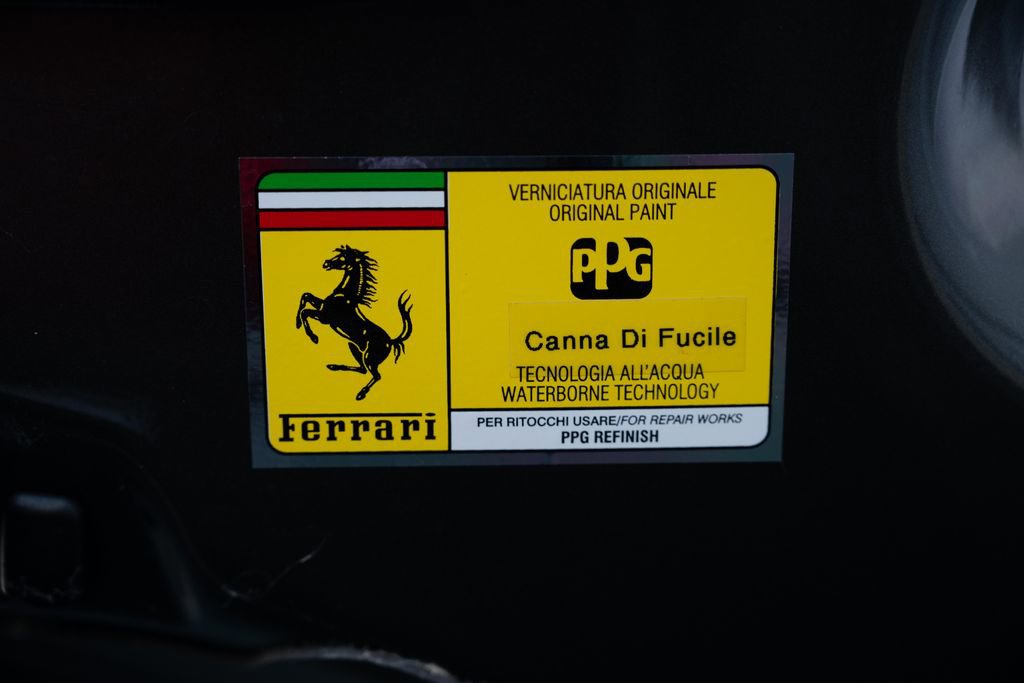 VERNICIATURA ORIGINALE
ORIGINAL PAINT
PPG
Canna Di Fucile
TECNOLOGIA ALL'ACQUA
WATERBORNE TECHNOLOGY
Ferrari
PER RITOCCHI USARE/FOR REPAIR WORKS
PPG REFINISH